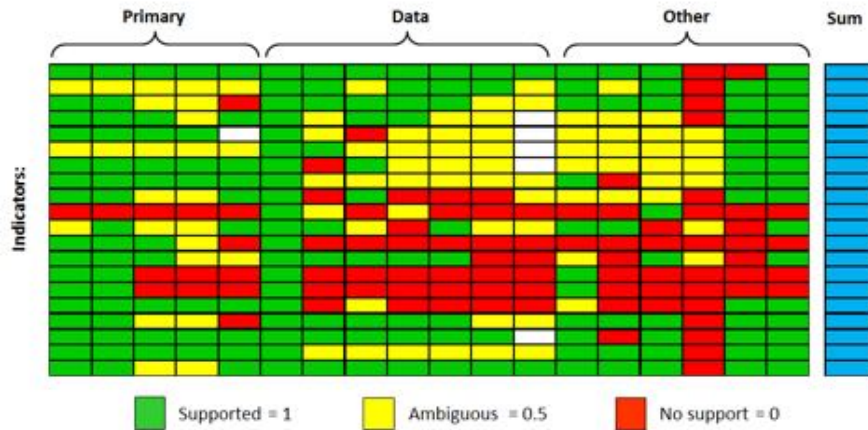 Primary Data Other Sum
Indicators:
Supported = 1 Ambiguous = 0.5 No support = 0